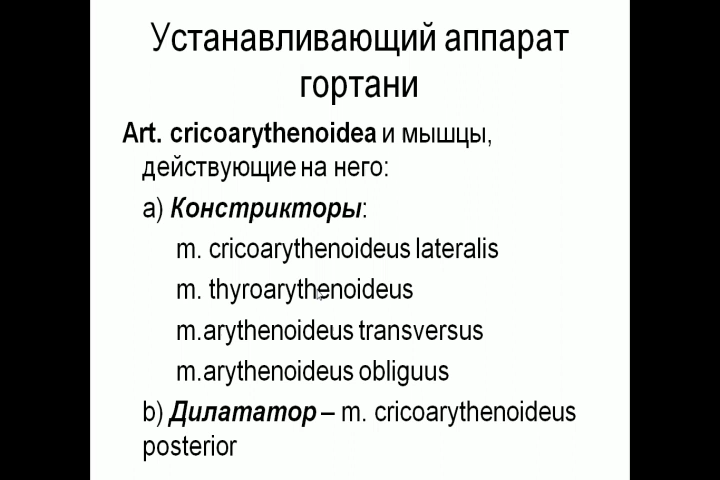 Устанавливающий аппарат
гортани
Art. cricoarythenoidea и мышцы,
действующие на него:
a) Констрикторы:
m. cricoarythenoideus lateralis
m. thyroarythenoideus
m.arythenoideus transversus
m.arythenoideus obliguus
b) Дилататор – m. cricoarythenoideus
posterior